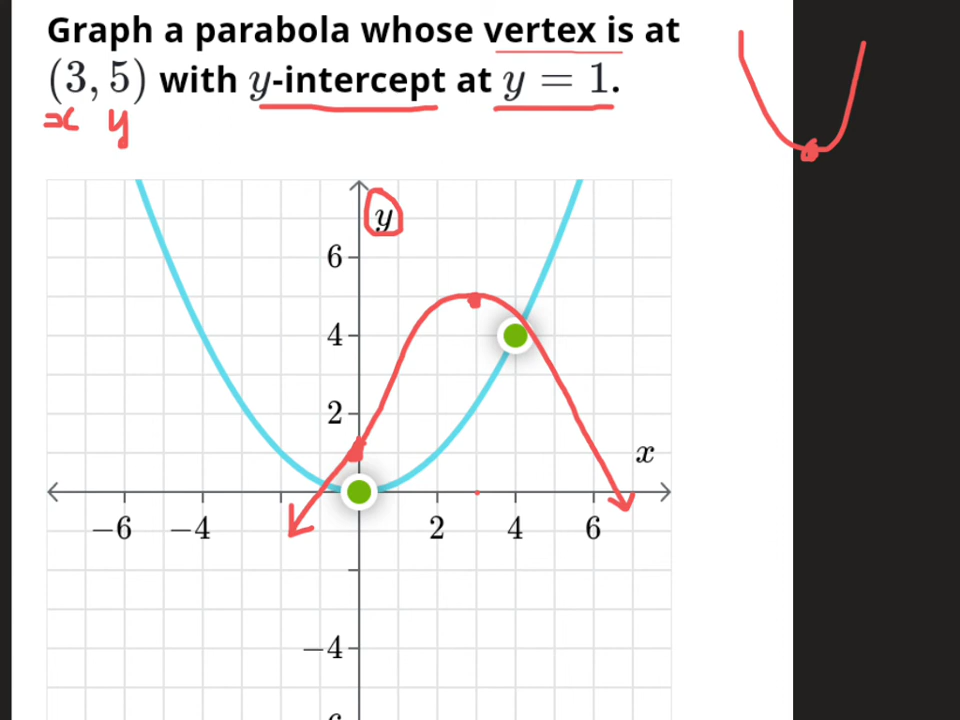 Graph a parabola whose vertex is at
(3, 5) with y-intercept at y = 1.
x y
y
6
4
2
x
−6 −4 2 4 6
−4